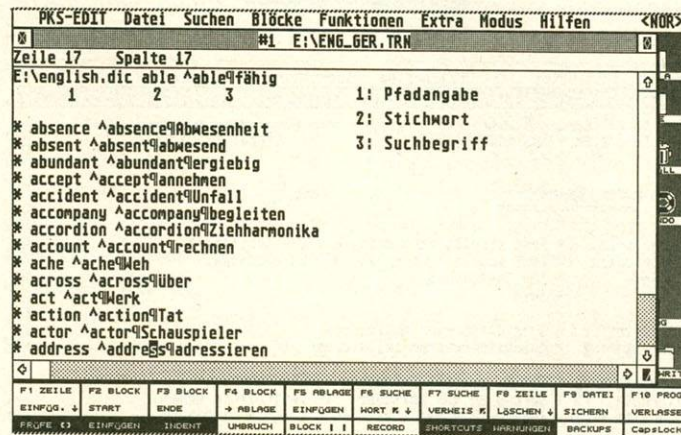 PKS-EDIT Datei Suchen Blöcke Funktionen Extra Modus Hilfen <NOR>
#1 E:\ENG_GER.TRN
Zeile 17 Spalte 17
E:\english.dic able ^able¶fähig
1 2 3 1: Pfadangabe
2: Stichwort
* absence ^absence¶Abwesenheit 3: Suchbegriff
* absent ^absent¶abwesend
* abundant ^abundant¶ergiebig
* accept ^accept¶annehmen
* accident ^accident¶Unfall
* accompany ^accompany¶begleiten
* accordion ^accordion¶Ziehharmonika
* account ^account¶rechnen
* ache ^ache¶Weh
* across ^across¶über
* act ^act¶Werk
* action ^action¶Tat
* actor ^actor¶Schauspieler
* address ^address¶adressieren
F1 ZEILE F2 BLOCK F3 BLOCK F4 BLOCK F5 ABLAGE F6 SUCHE F7 SUCHE F8 ZEILE F9 DATEI F10 PROG
EINFÜG. ↓ START ENDE → ABLAGE EINFÜGEN WORT VERWEIS LÖSCHEN ↓ SICHERN VERLASSE
PRÜFE () EINFÜGEN INDENT UMBRUCH BLOCK RECORD SHORTCUTS WARNUNGEN BACKUPS CapsLock